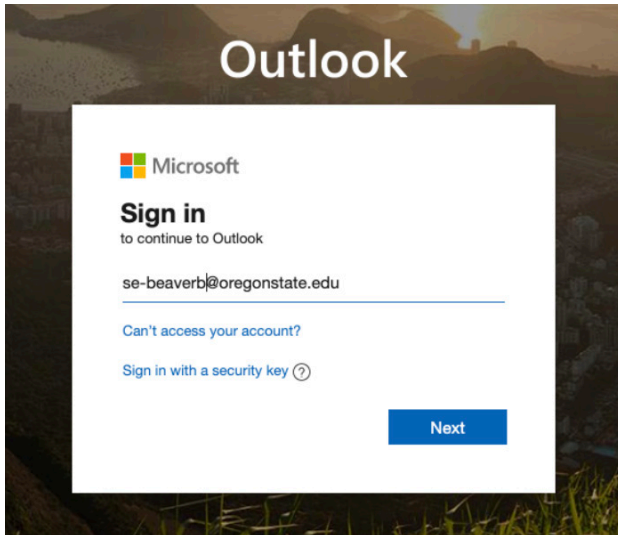 Outlook
Microsoft
Sign in
to continue to Outlook
se-beaverb@oregonstate.edu
Can't access your account?
Sign in with a security key ?
Next